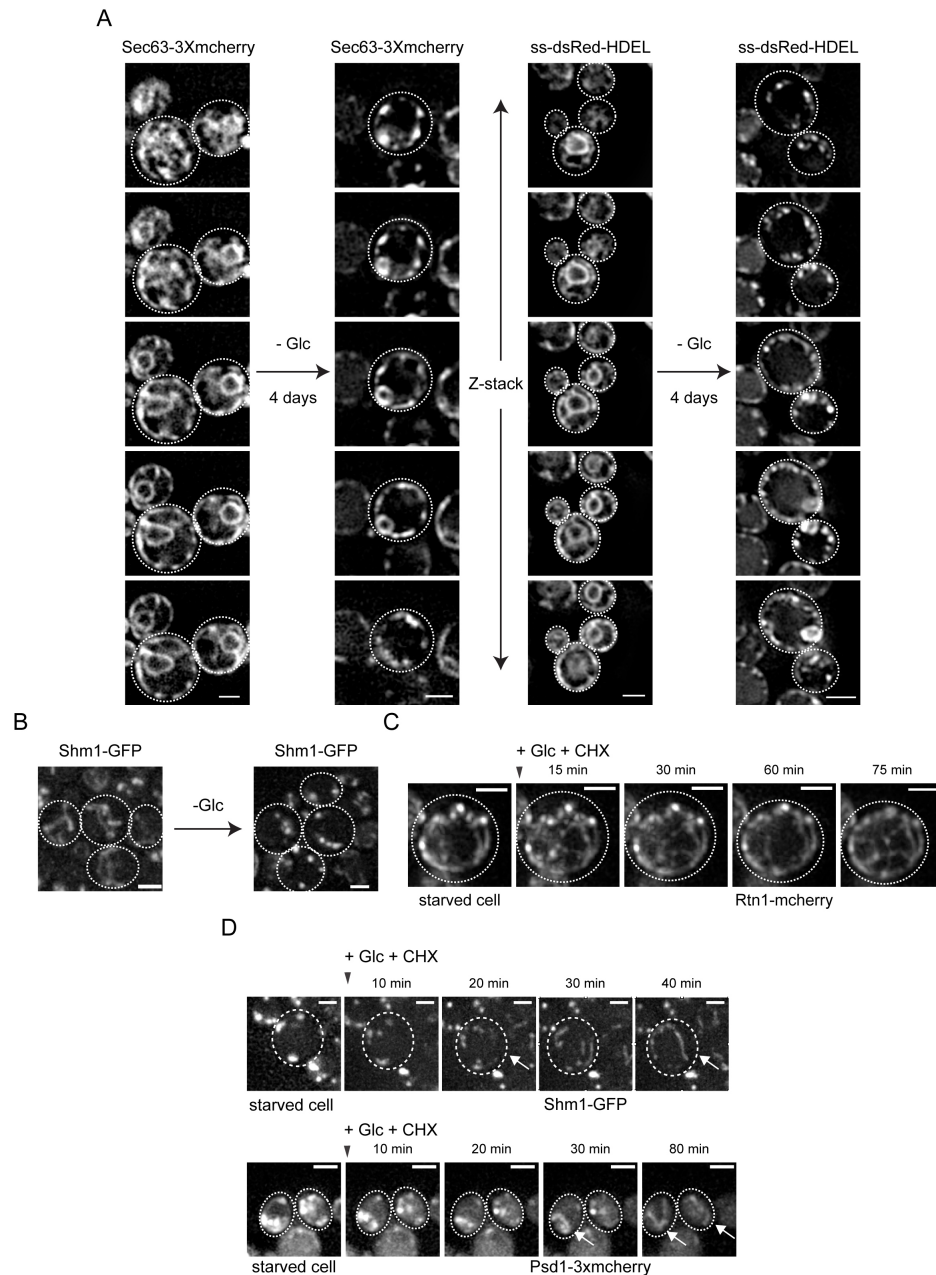 A
Sec63-3Xmcherry
Sec63-3Xmcherry
ss-dsRed-HDEL
ss-dsRed-HDEL
- Glc
4 days
Z-stack
- Glc
4 days
B
Shm1-GFP
Shm1-GFP
-Glc
C
+ Glc + CHX
15 min
30 min
60 min
75 min
starved cell
Rtn1-mcherry
D
+ Glc + CHX
10 min
20 min
30 min
40 min
starved cell
Shm1-GFP
+ Glc + CHX
10 min
20 min
30 min
80 min
starved cell
Psd1-3xmcherry